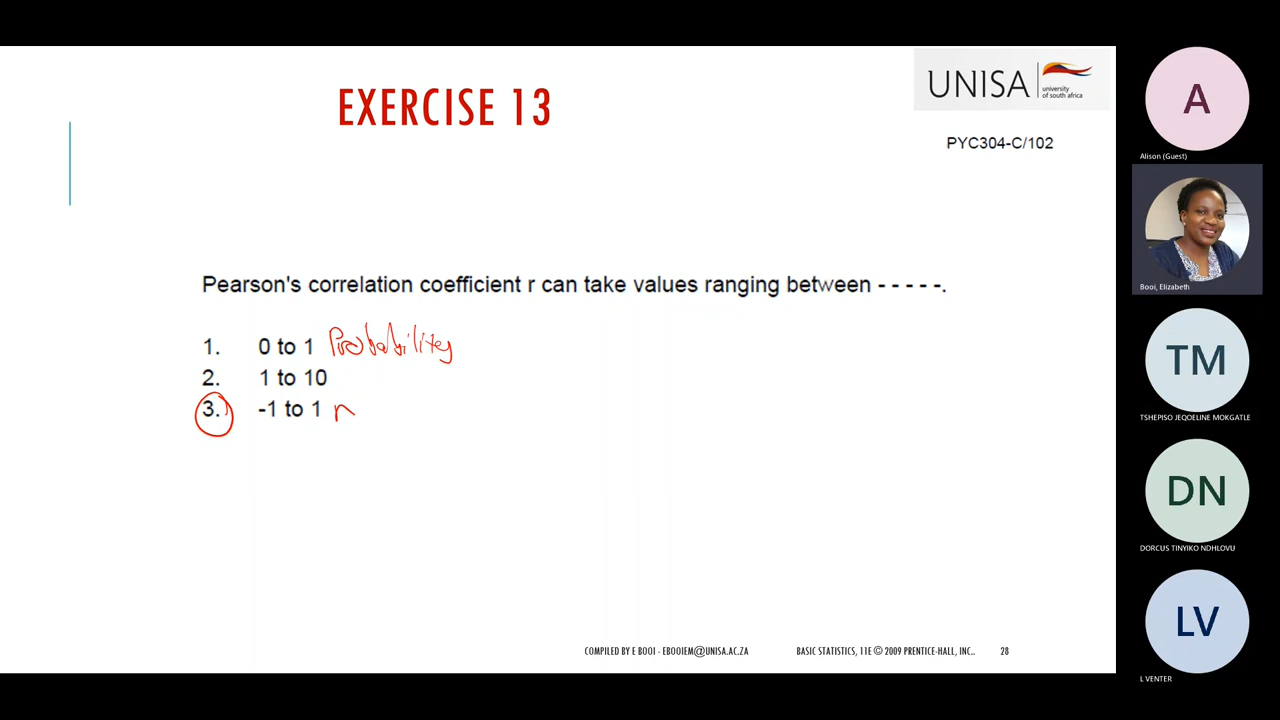 EXERCISE 13
UNISA
university
of south africa
PYC304-C/102
Pearson's correlation coefficient r can take values ranging between - - - - -.
1. 0 to 1 Probability
2. 1 to 10
3. -1 to 1 r
COMPILED BY E BOOI - EBOOIEM@UNISA.AC.ZA
BASIC STATISTICS, 11E © 2009 PRENTICE-HALL, INC..
28
A
Alison (Guest)
Booi, Elizabeth
TM
TSHEPISO JEQOELINE MOKGATLE
DN
DORCUS TINYIKO NDHLOVU
LV
L VENTER